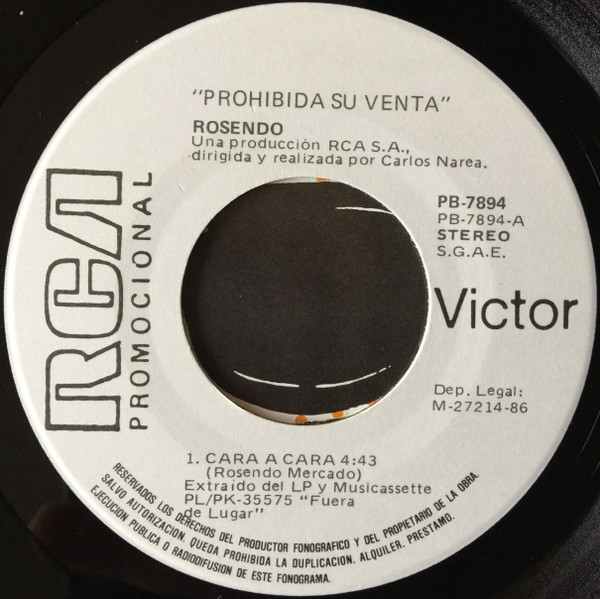 "PROHIBIDA SU VENTA"
ROSENDO
Una producción RCA S.A.,
dirigida y realizada por Carlos Narea.
RCA
PROMOCIONAL
PB-7894
PB-7894-A
STEREO
S.G.A.E.
Victor
Dep. Legal:
M-27214-86
1. CARA A CARA 4:43
(Rosendo Mercado)
Extraído del LP y Musicassette
PL/PK-35575 "Fuera
de Lugar"
RESERVADOS LOS DERECHOS DEL PRODUCTOR FONOGRAFICO Y DEL PROPIETARIO DE LA OBRA.
SALVO AUTORIZACION. QUEDA PROHIBIDA LA DUPLICACION. ALQUILER, PRESTAMO.
EJECUCION PUBLICA O RADIODIFUSION DE ESTE FONOGRAMA.